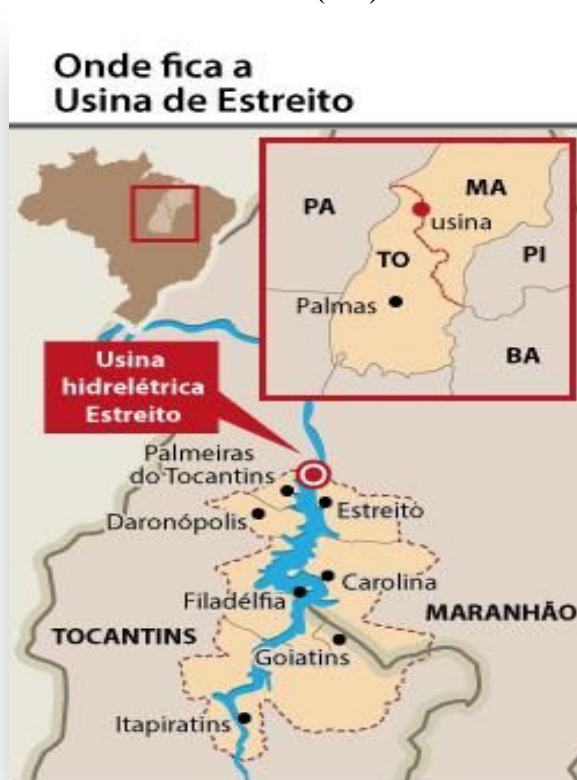 Onde fica a
Usina de Estreito
PA
MA
usina
TO
PI
Palmas
BA
Usina
hidrelétrica
Estreito
Palmeiras
do Tocantins
Estreito
Daronópolis
Carolina
Filadélfia
MARANHÃO
TOCANTINS
Goiatins
Itapiratins